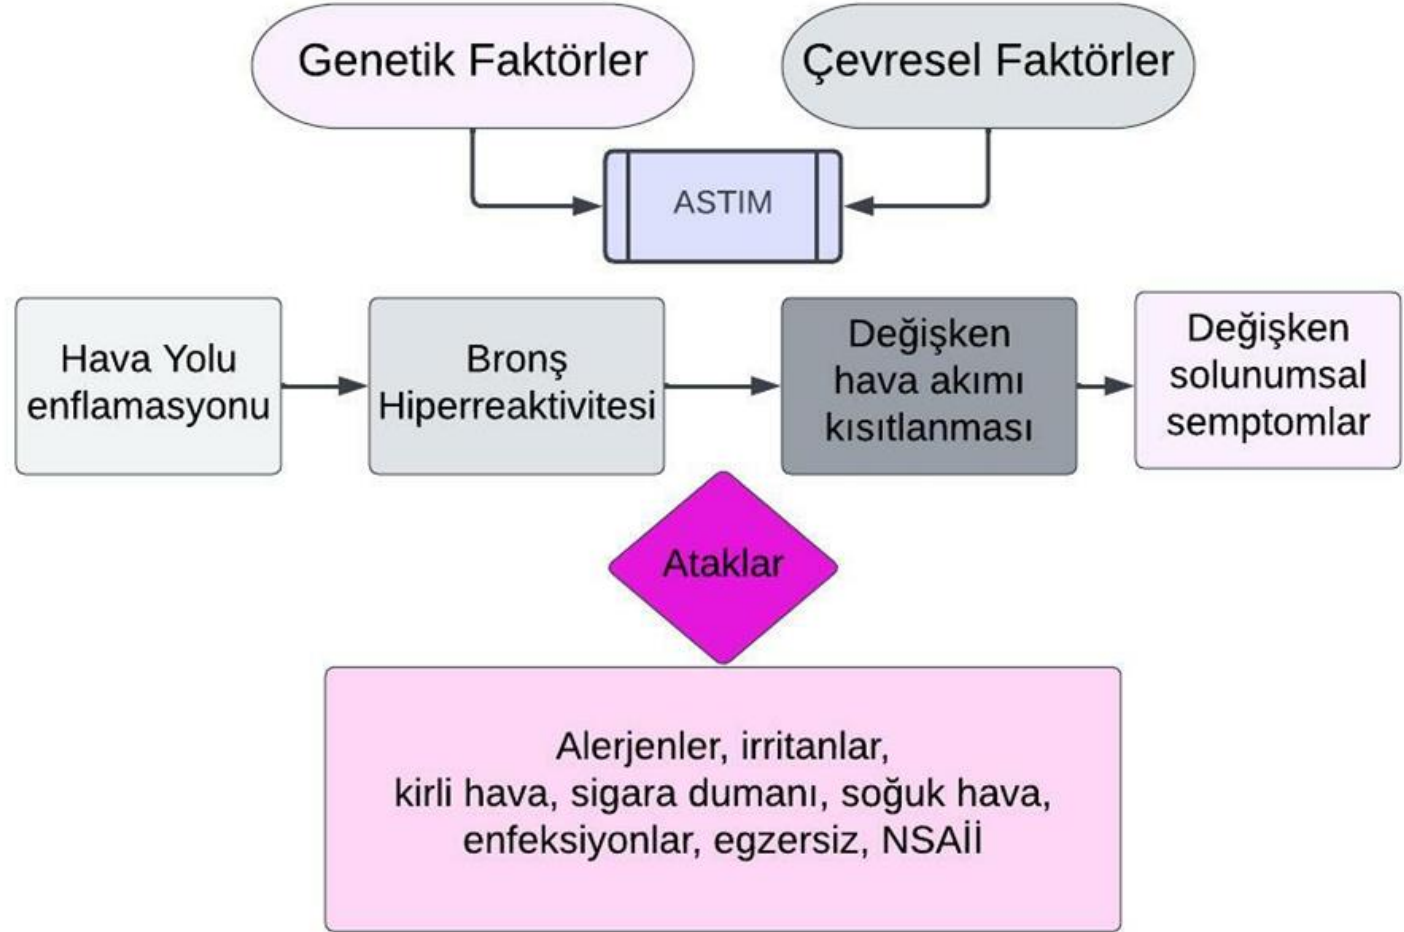 Genetik Faktörler
Çevresel Faktörler
ASTIM
Hava Yolu
enflamasyonu
Bronş
Hiperreaktivitesi
Değişken
hava akımı
kısıtlanması
Değişken
solunumsal
semptomlar
Ataklar
Alerjenler, irritanlar,
kirli hava, sigara dumanı, soğuk hava,
enfeksiyonlar, egzersiz, NSAİİ